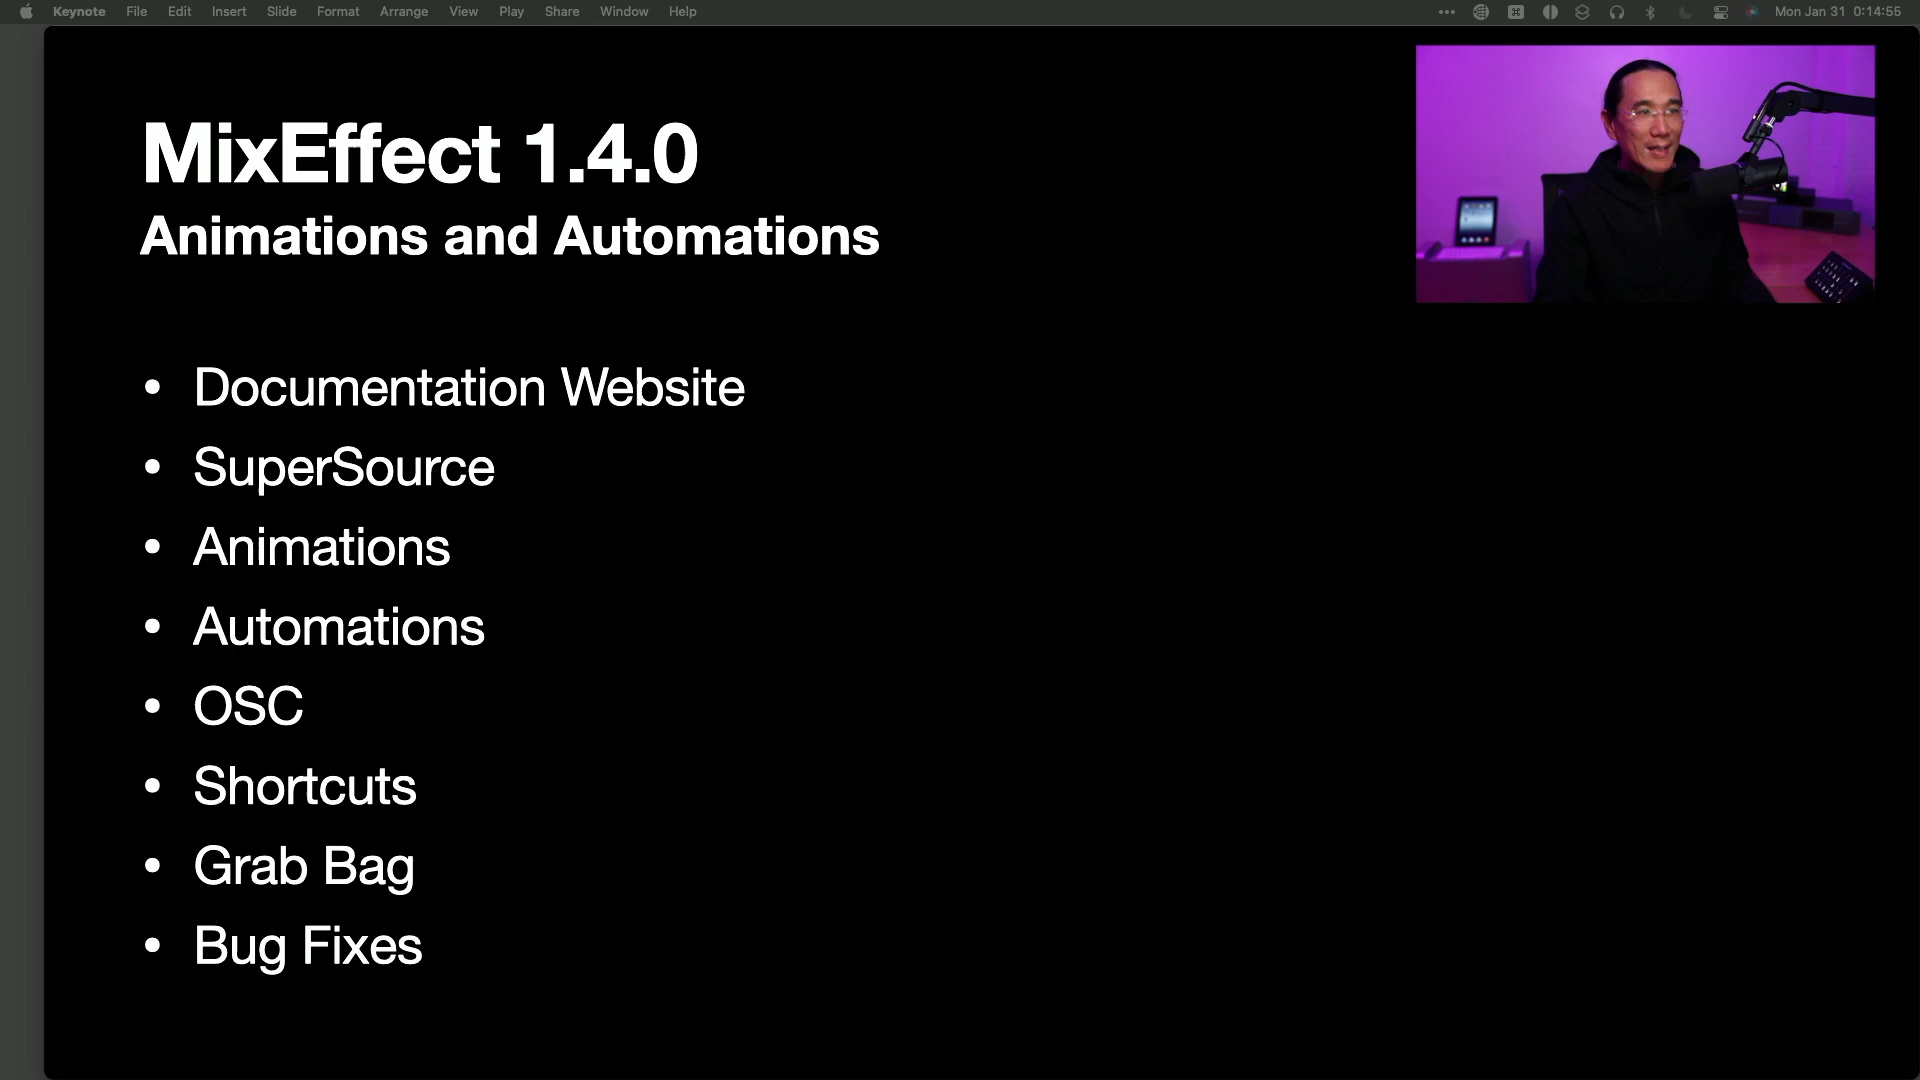 Keynote File Edit Insert Slide Format Arrange View Play Share Window Help Mon Jan 31 0:14:55
MixEffect 1.4.0
Animations and Automations
• Documentation Website
• SuperSource
• Animations
• Automations
• OSC
• Shortcuts
• Grab Bag
• Bug Fixes